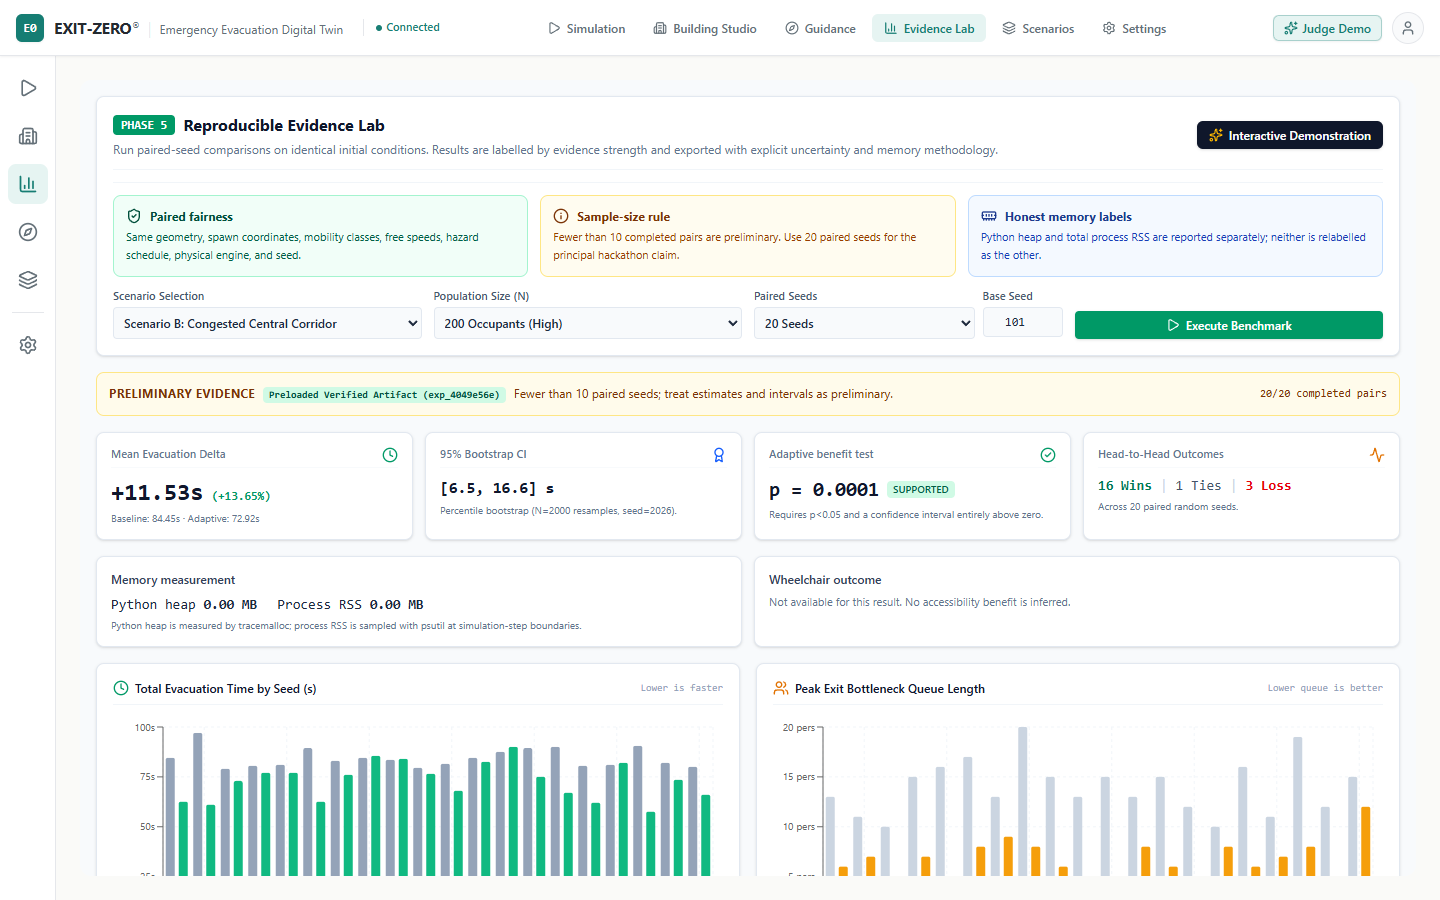 E0 EXIT-ZERO® Emergency Evacuation Digital Twin Connected Simulation Building Studio Guidance Evidence Lab Scenarios Settings Judge Demo
PHASE 5 Reproducible Evidence Lab
Interactive Demonstration
Run paired-seed comparisons on identical initial conditions. Results are labelled by evidence strength and exported with explicit uncertainty and memory methodology.
Paired fairness
Same geometry, spawn coordinates, mobility classes, free speeds, hazard
schedule, physical engine, and seed.
Sample-size rule
Fewer than 10 completed pairs are preliminary. Use 20 paired seeds for the
principal hackathon claim.
Honest memory labels
Python heap and total process RSS are reported separately; neither is relabelled
as the other.
Scenario Selection
Scenario B: Congested Central Corridor
Population Size (N)
200 Occupants (High)
Paired Seeds
20 Seeds
Base Seed
101
Execute Benchmark
PRELIMINARY EVIDENCE Preloaded Verified Artifact (exp_4049e56e) Fewer than 10 paired seeds; treat estimates and intervals as preliminary. 20/20 completed pairs
Mean Evacuation Delta
+11.53s (+13.65%)
Baseline: 84.45s · Adaptive: 72.92s
95% Bootstrap CI
[6.5, 16.6] s
Percentile bootstrap (N=2000 resamples, seed=2026).
Adaptive benefit test
p = 0.0001 SUPPORTED
Requires p<0.05 and a confidence interval entirely above zero.
Head-to-Head Outcomes
16 Wins | 1 Ties | 3 Loss
Across 20 paired random seeds.
Memory measurement
Python heap 0.00 MB Process RSS 0.00 MB
Python heap is measured by tracemalloc; process RSS is sampled with psutil at simulation-step boundaries.
Wheelchair outcome
Not available for this result. No accessibility benefit is inferred.
Total Evacuation Time by Seed (s) Lower is faster
100s
75s
50s
25s
Peak Exit Bottleneck Queue Length Lower queue is better
20 pers
15 pers
10 pers
5 pers